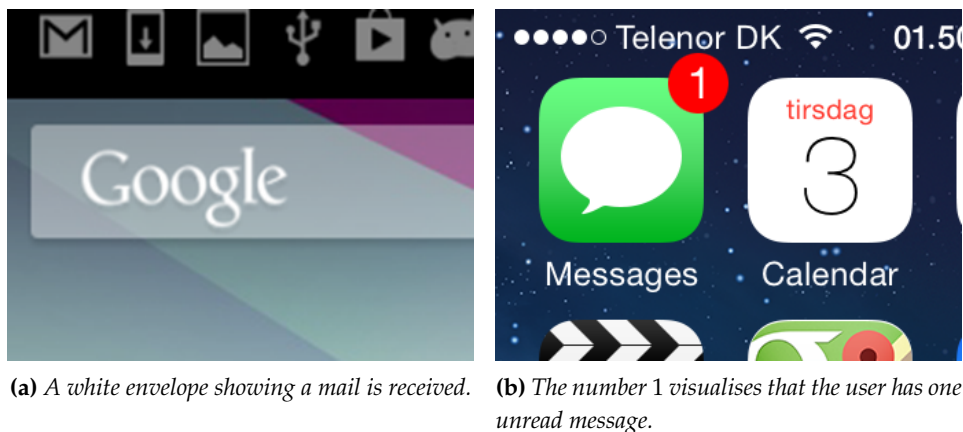 Google
●●●●○ Telenor DK 01.50
1
tirsdag
3
Messages Calendar
(a) A white envelope showing a mail is received.
(b) The number 1 visualises that the user has one
unread message.